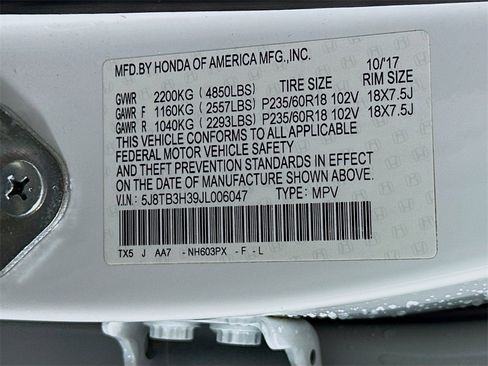 MFD.BY HONDA OF AMERICA MFG.,INC. 10/'17
GVWR 2200KG (4850LBS) TIRE SIZE RIM SIZE
GAWR F 1160KG (2557LBS) P235/60R18 102V 18X7.5J
GAWR R 1040KG (2293LBS) P235/60R18 102V 18X7.5J
THIS VEHICLE CONFORMS TO ALL APPLICABLE
FEDERAL MOTOR VEHICLE SAFETY
AND THEFT PREVENTION STANDARDS IN EFFECT
ON THE DATE OF MANUFACTURE SHOWN ABOVE.
V.I.N.: 5J8TB3H39JL006047 TYPE: MPV
TX5 J AA7 - NH603PX - F - L